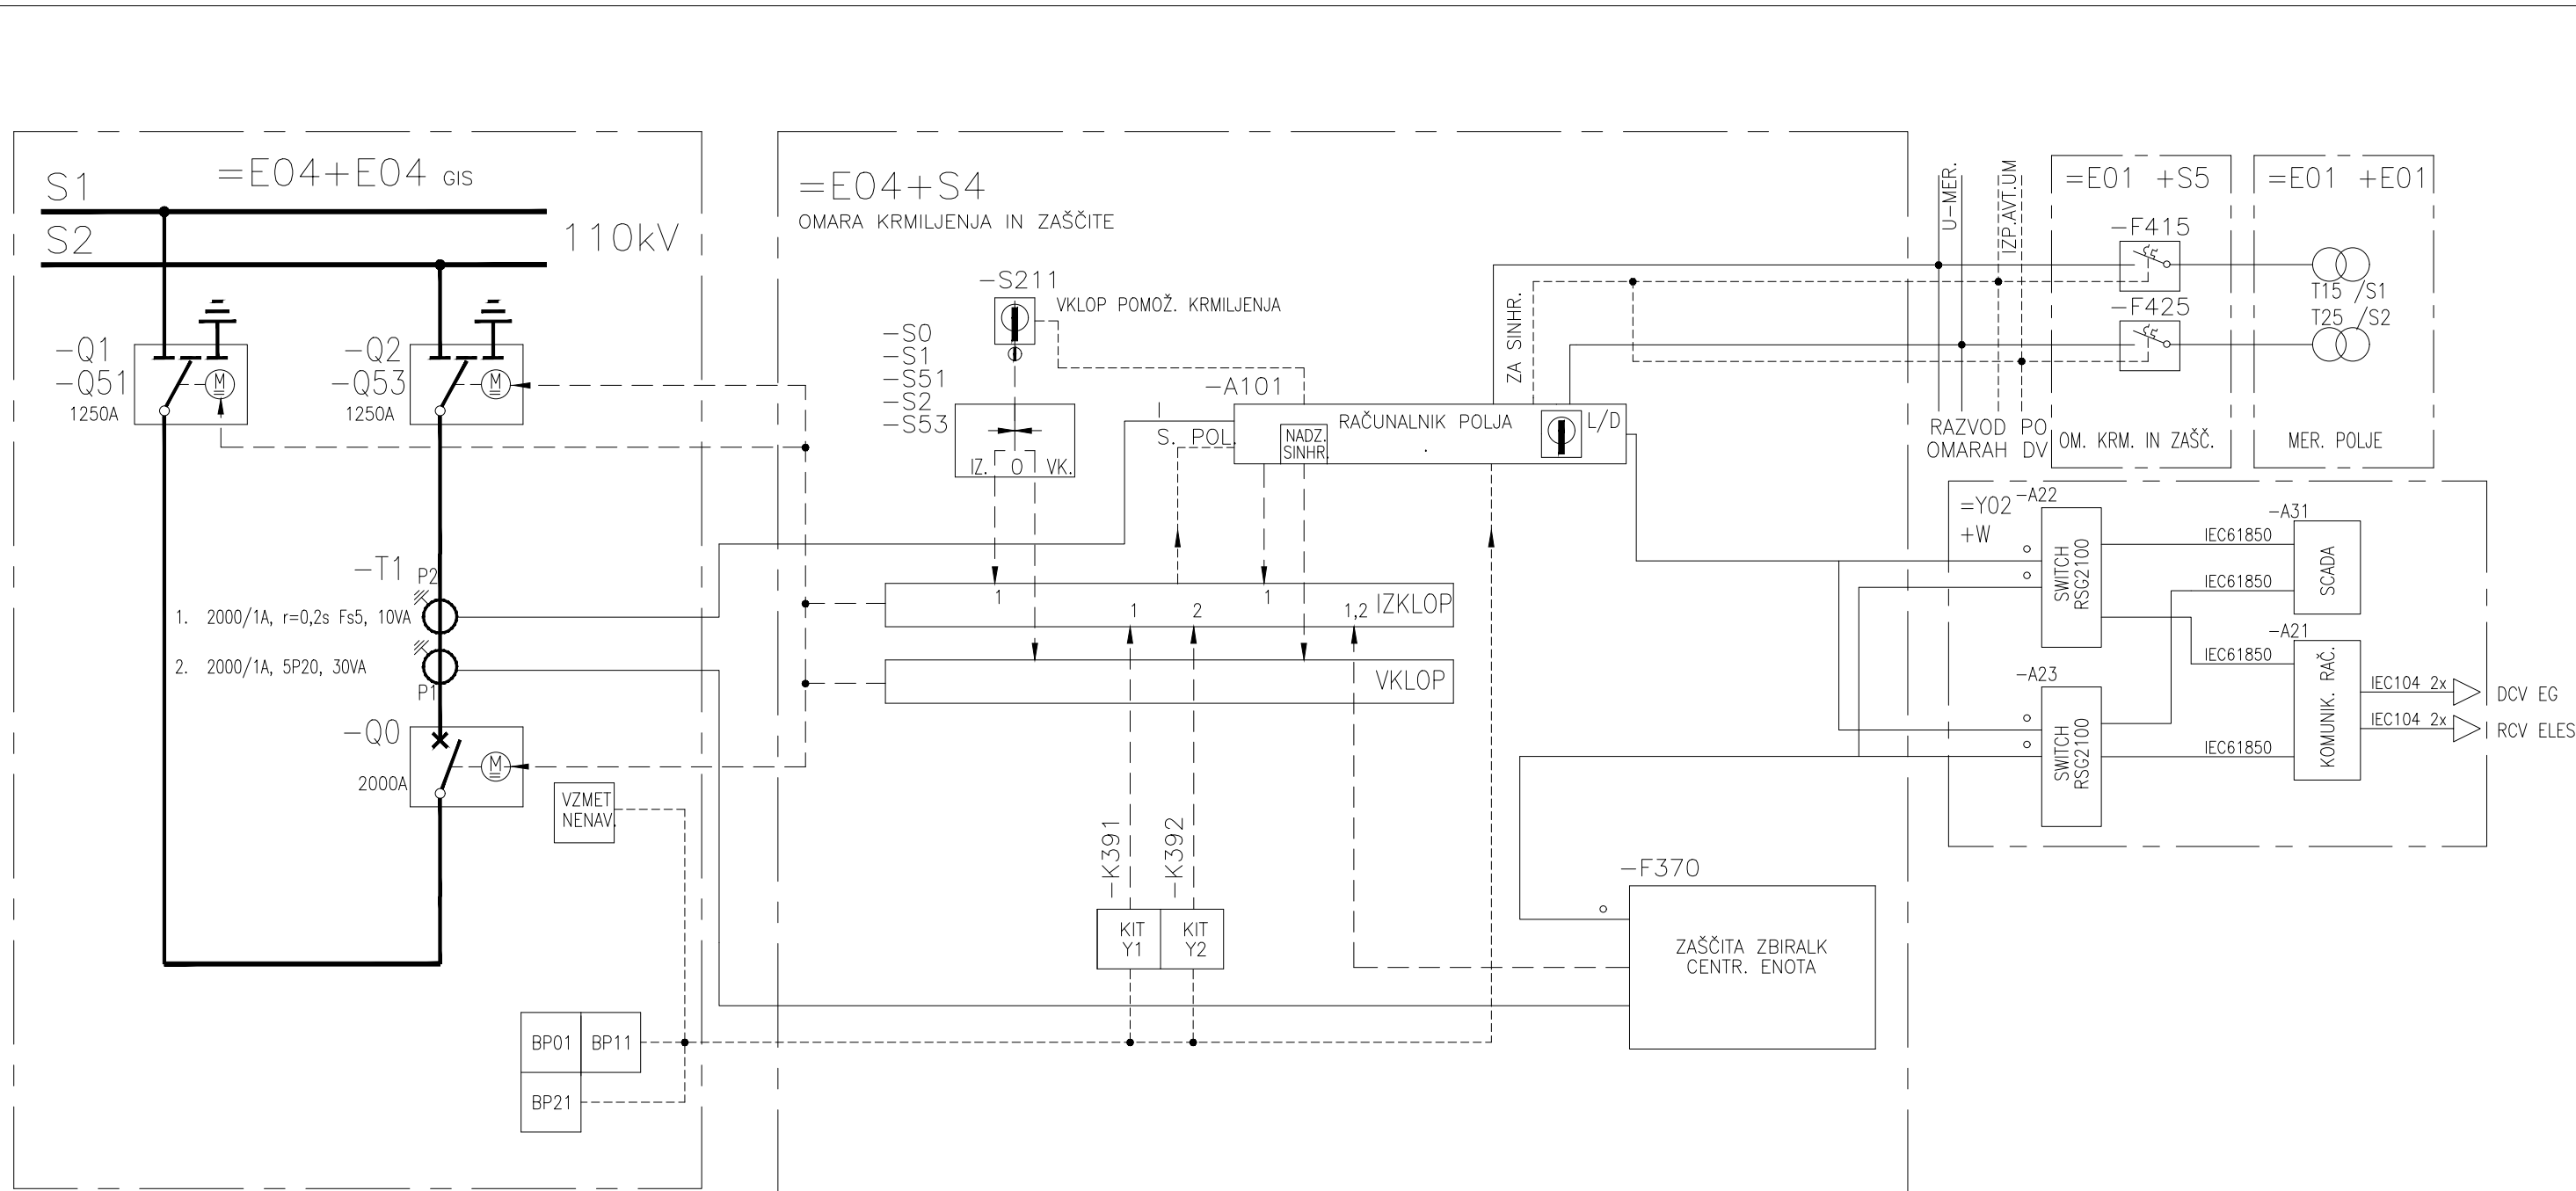 =E04+E04 GIS
S1
S2
110kV
-Q1
-Q51
1250A
M
-Q2
-Q53
1250A
M
-T1
P2
1. 2000/1A, r=0,2s Fs5, 10VA
2. 2000/1A, 5P20, 30VA
P1
-Q0
2000A
M
VZMET
NENAV.
BP01
BP11
BP21
=E04+S4
OMARA KRMILJENJA IN ZAŠČITE
-S211
VKLOP POMOŽ. KRMILJENJA
-S0
-S1
-S51
-S2
-S53
IZ. 0 VK.
-A101
I
S. POL.
NADZ.
SINHR.
RAČUNALNIK POLJA
L/D
ZA SINHR.
1
1
2
1
1,2
IZKLOP
VKLOP
-K391
-K392
KIT
Y1
KIT
Y2
-F370
ZAŠČITA ZBIRALK
CENTR. ENOTA
U-MER.
IZP.AVT.UM
RAZVOD PO
OMARAH DV
=E01 +S5
-F415
-F425
OM. KRM. IN ZAŠČ.
=E01 +E01
T15 /S1
T25 /S2
MER. POLJE
=Y02
+W
-A22
SWITCH
RSG2100
-A23
SWITCH
RSG2100
IEC61850
IEC61850
IEC61850
IEC61850
-A31
SCADA
-A21
KOMUNIK. RAČ.
IEC104 2x
DCV EG
IEC104 2x
RCV ELES